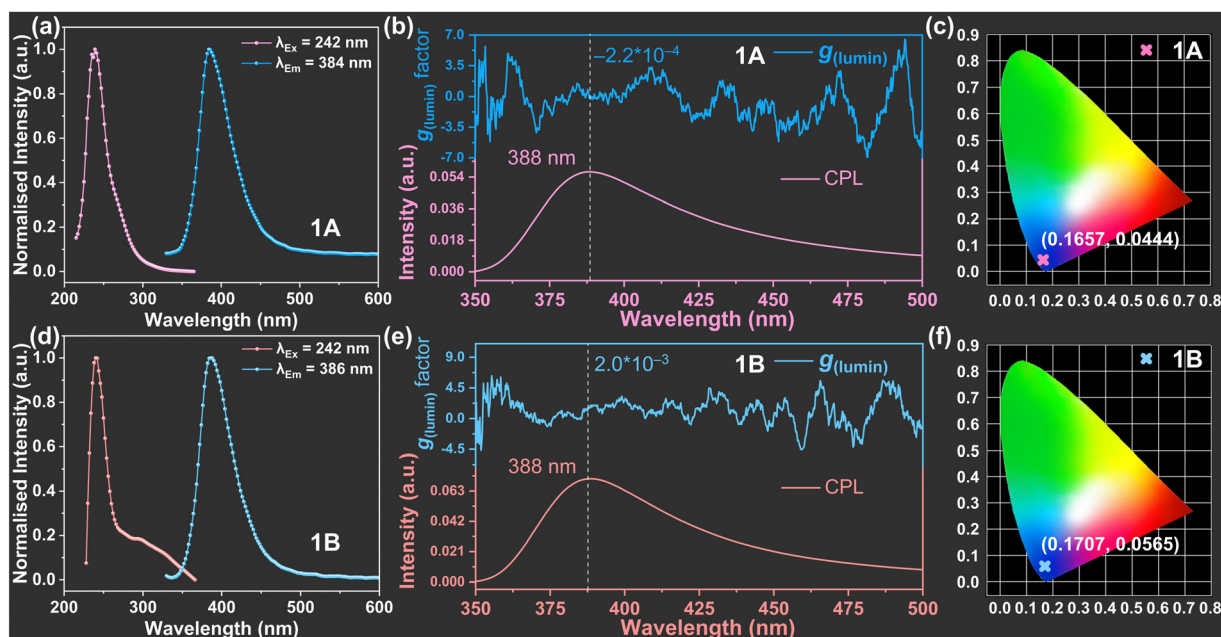 (a)
λEx = 242 nm
λEm = 384 nm
1A
Normalised Intensity (a.u.)
1.0
0.8
0.6
0.4
0.2
0.0
200 300 400 500 600
Wavelength (nm)
(b)
−2.2*10⁻⁴
1A
g(lumin)
g(lumin) factor
7.0
3.5
0.0
-3.5
-7.0
388 nm
CPL
Intensity (a.u.)
0.054
0.036
0.018
0.000
350 375 400 425 450 475 500
Wavelength (nm)
(c)
1A
0.9
0.8
0.7
0.6
0.5
0.4
0.3
0.2
0.1
0.0
(0.1657, 0.0444)
0.0 0.1 0.2 0.3 0.4 0.5 0.6 0.7 0.8
(d)
λEx = 242 nm
λEm = 386 nm
1B
Normalised Intensity (a.u.)
1.0
0.8
0.6
0.4
0.2
0.0
200 300 400 500 600
Wavelength (nm)
(e)
2.0*10⁻³
1B
g(lumin)
g(lumin) factor
9.0
4.5
0.0
-4.5
388 nm
CPL
Intensity (a.u.)
0.063
0.042
0.021
0.000
350 375 400 425 450 475 500
Wavelength (nm)
(f)
1B
0.9
0.8
0.7
0.6
0.5
0.4
0.3
0.2
0.1
0.0
(0.1707, 0.0565)
0.0 0.1 0.2 0.3 0.4 0.5 0.6 0.7 0.8